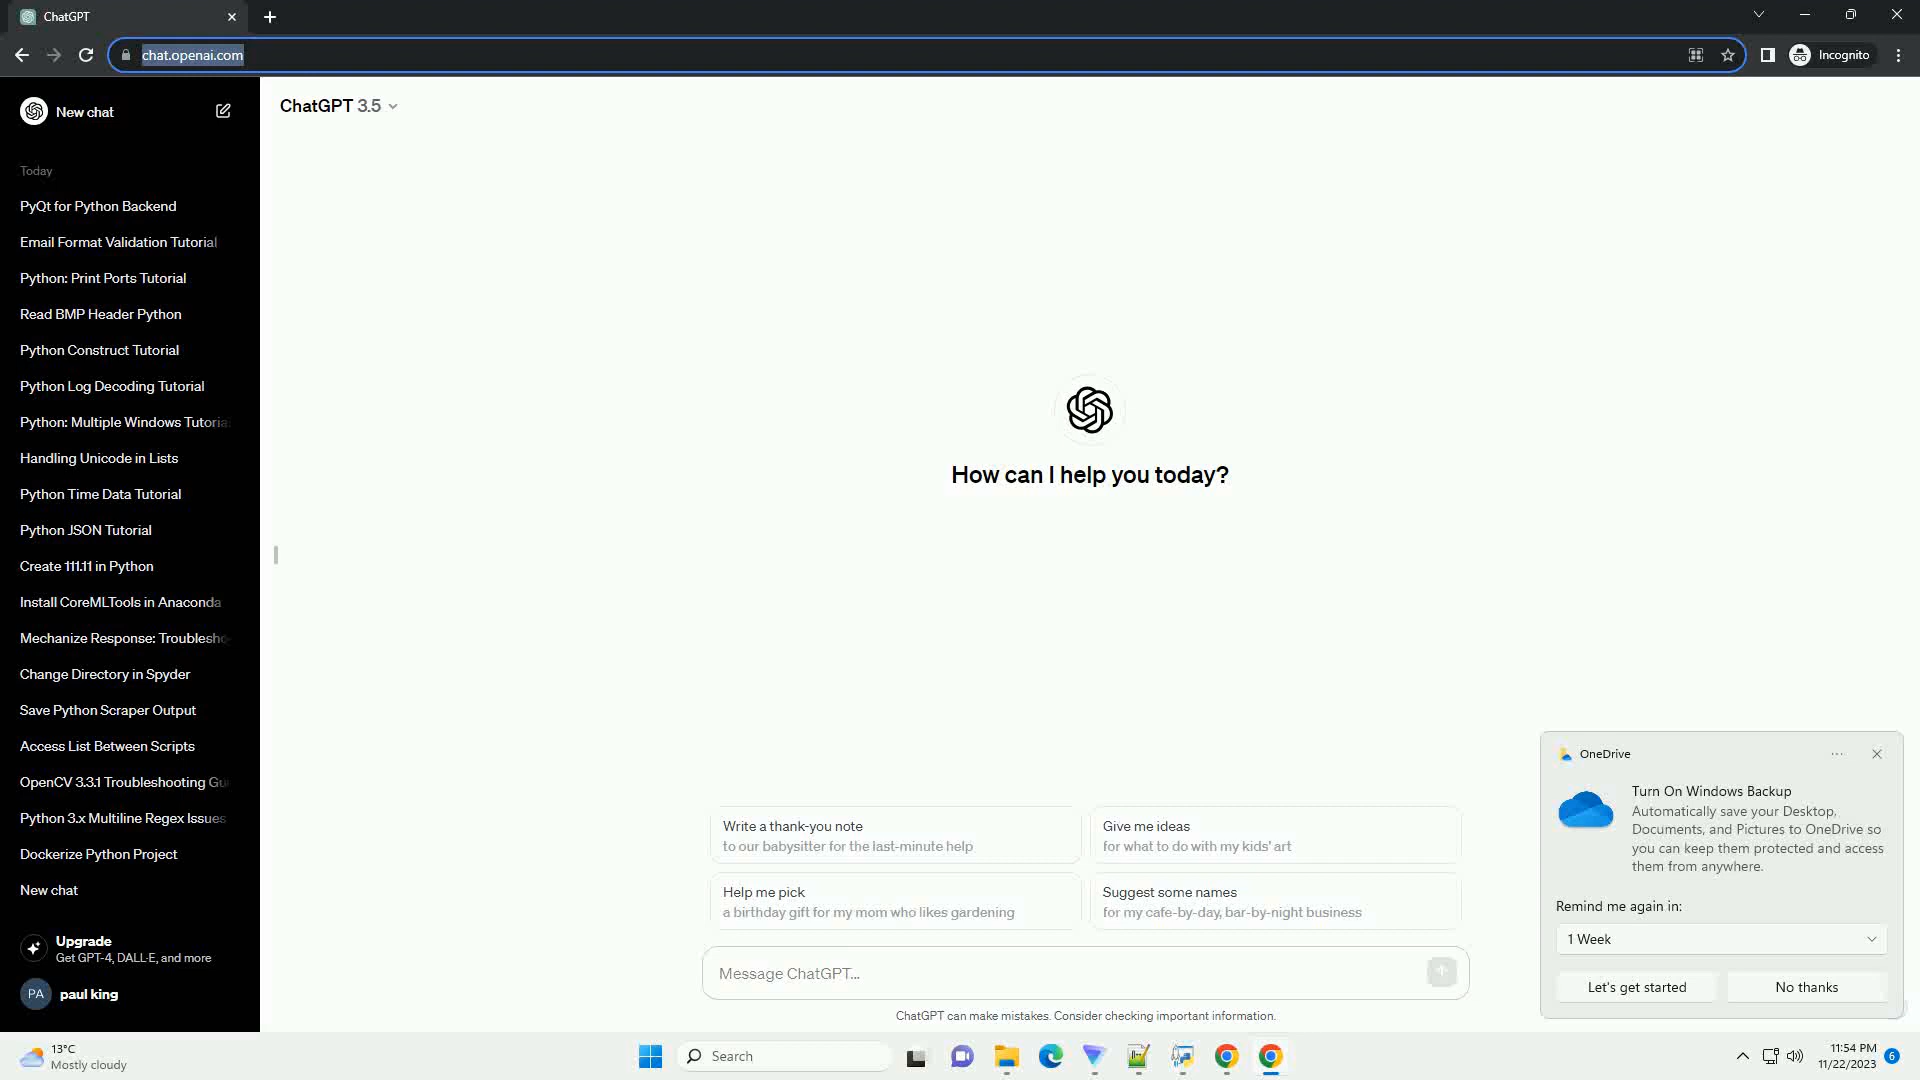 ChatGPT
chat.openai.com
Incognito
New chat
ChatGPT 3.5
Today
PyQt for Python Backend
Email Format Validation Tutorial
Python: Print Ports Tutorial
Read BMP Header Python
Python Construct Tutorial
Python Log Decoding Tutorial
Python: Multiple Windows Tutoria
Handling Unicode in Lists
Python Time Data Tutorial
Python JSON Tutorial
Create 111.11 in Python
Install CoreMLTools in Anaconda
Mechanize Response: Troublesho
Change Directory in Spyder
Save Python Scraper Output
Access List Between Scripts
OpenCV 3.3.1 Troubleshooting Gu
Python 3.x Multiline Regex Issues
Dockerize Python Project
New chat
Upgrade
Get GPT-4, DALL·E, and more
PA paul king
How can I help you today?
Write a thank-you note
to our babysitter for the last-minute help
Give me ideas
for what to do with my kids' art
Help me pick
a birthday gift for my mom who likes gardening
Suggest some names
for my cafe-by-day, bar-by-night business
Message ChatGPT...
ChatGPT can make mistakes. Consider checking important information.
OneDrive
Turn On Windows Backup
Automatically save your Desktop,
Documents, and Pictures to OneDrive so
you can keep them protected and access
them from anywhere.
Remind me again in:
1 Week
Let's get started
No thanks
13°C
Mostly cloudy
Search
11:54 PM
11/22/2023
6